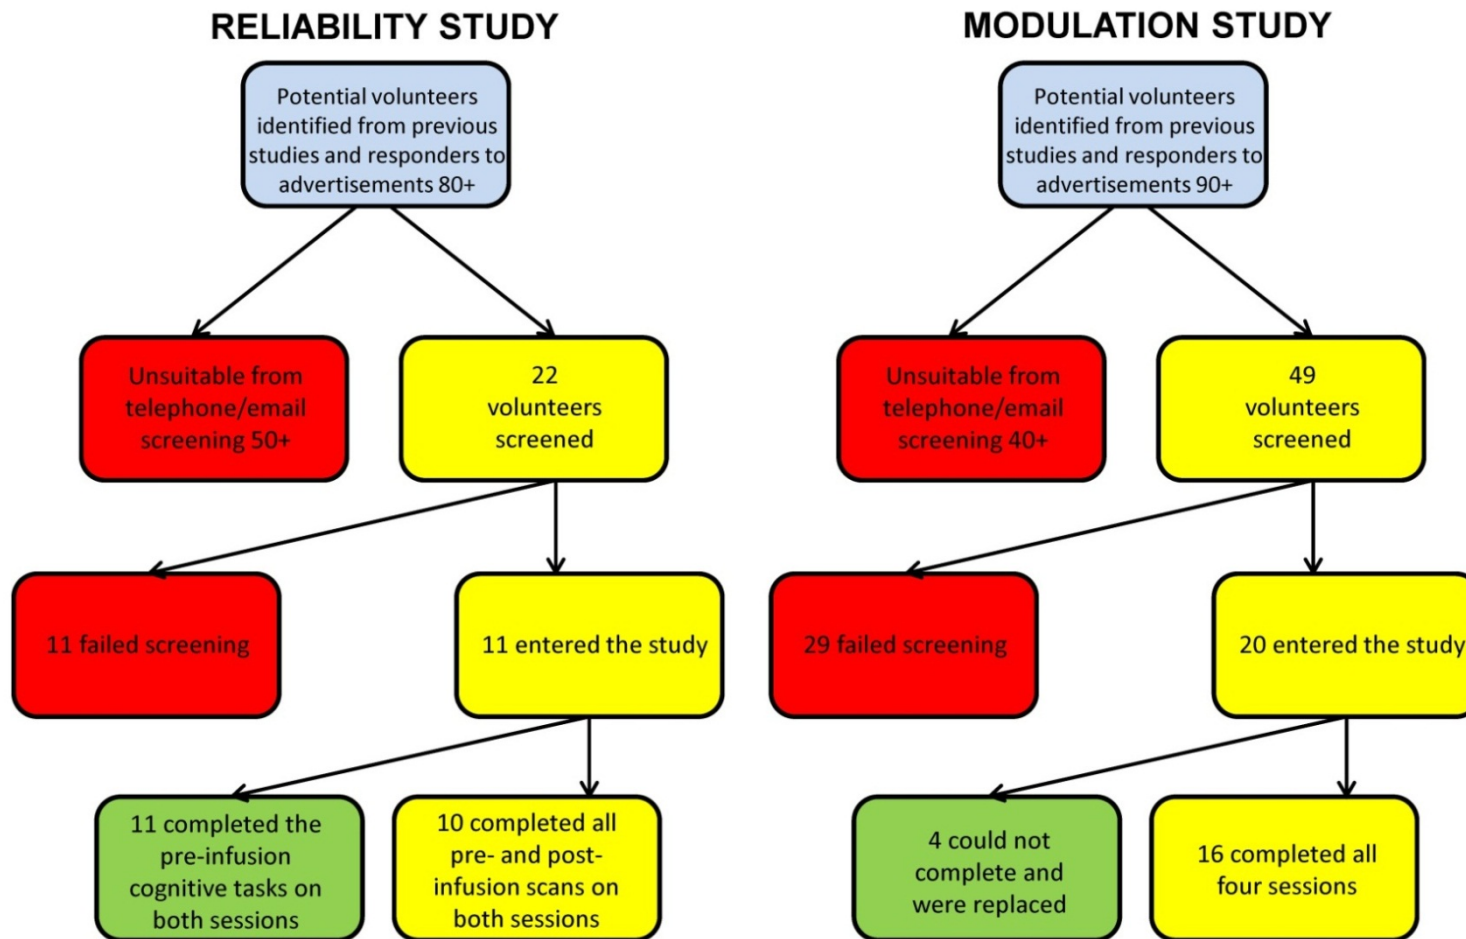 RELIABILITY STUDY
Potential volunteers
identified from previous
studies and responders to
advertisements 80+
Unsuitable from
telephone/email
screening 50+
22
volunteers
screened
11 failed screening
11 entered the study
11 completed the
pre-infusion
cognitive tasks on
both sessions
10 completed all
pre- and post-
infusion scans on
both sessions
MODULATION STUDY
Potential volunteers
identified from previous
studies and responders to
advertisements 90+
Unsuitable from
telephone/email
screening 40+
49
volunteers
screened
29 failed screening
20 entered the study
4 could not
complete and
were replaced
16 completed all
four sessions